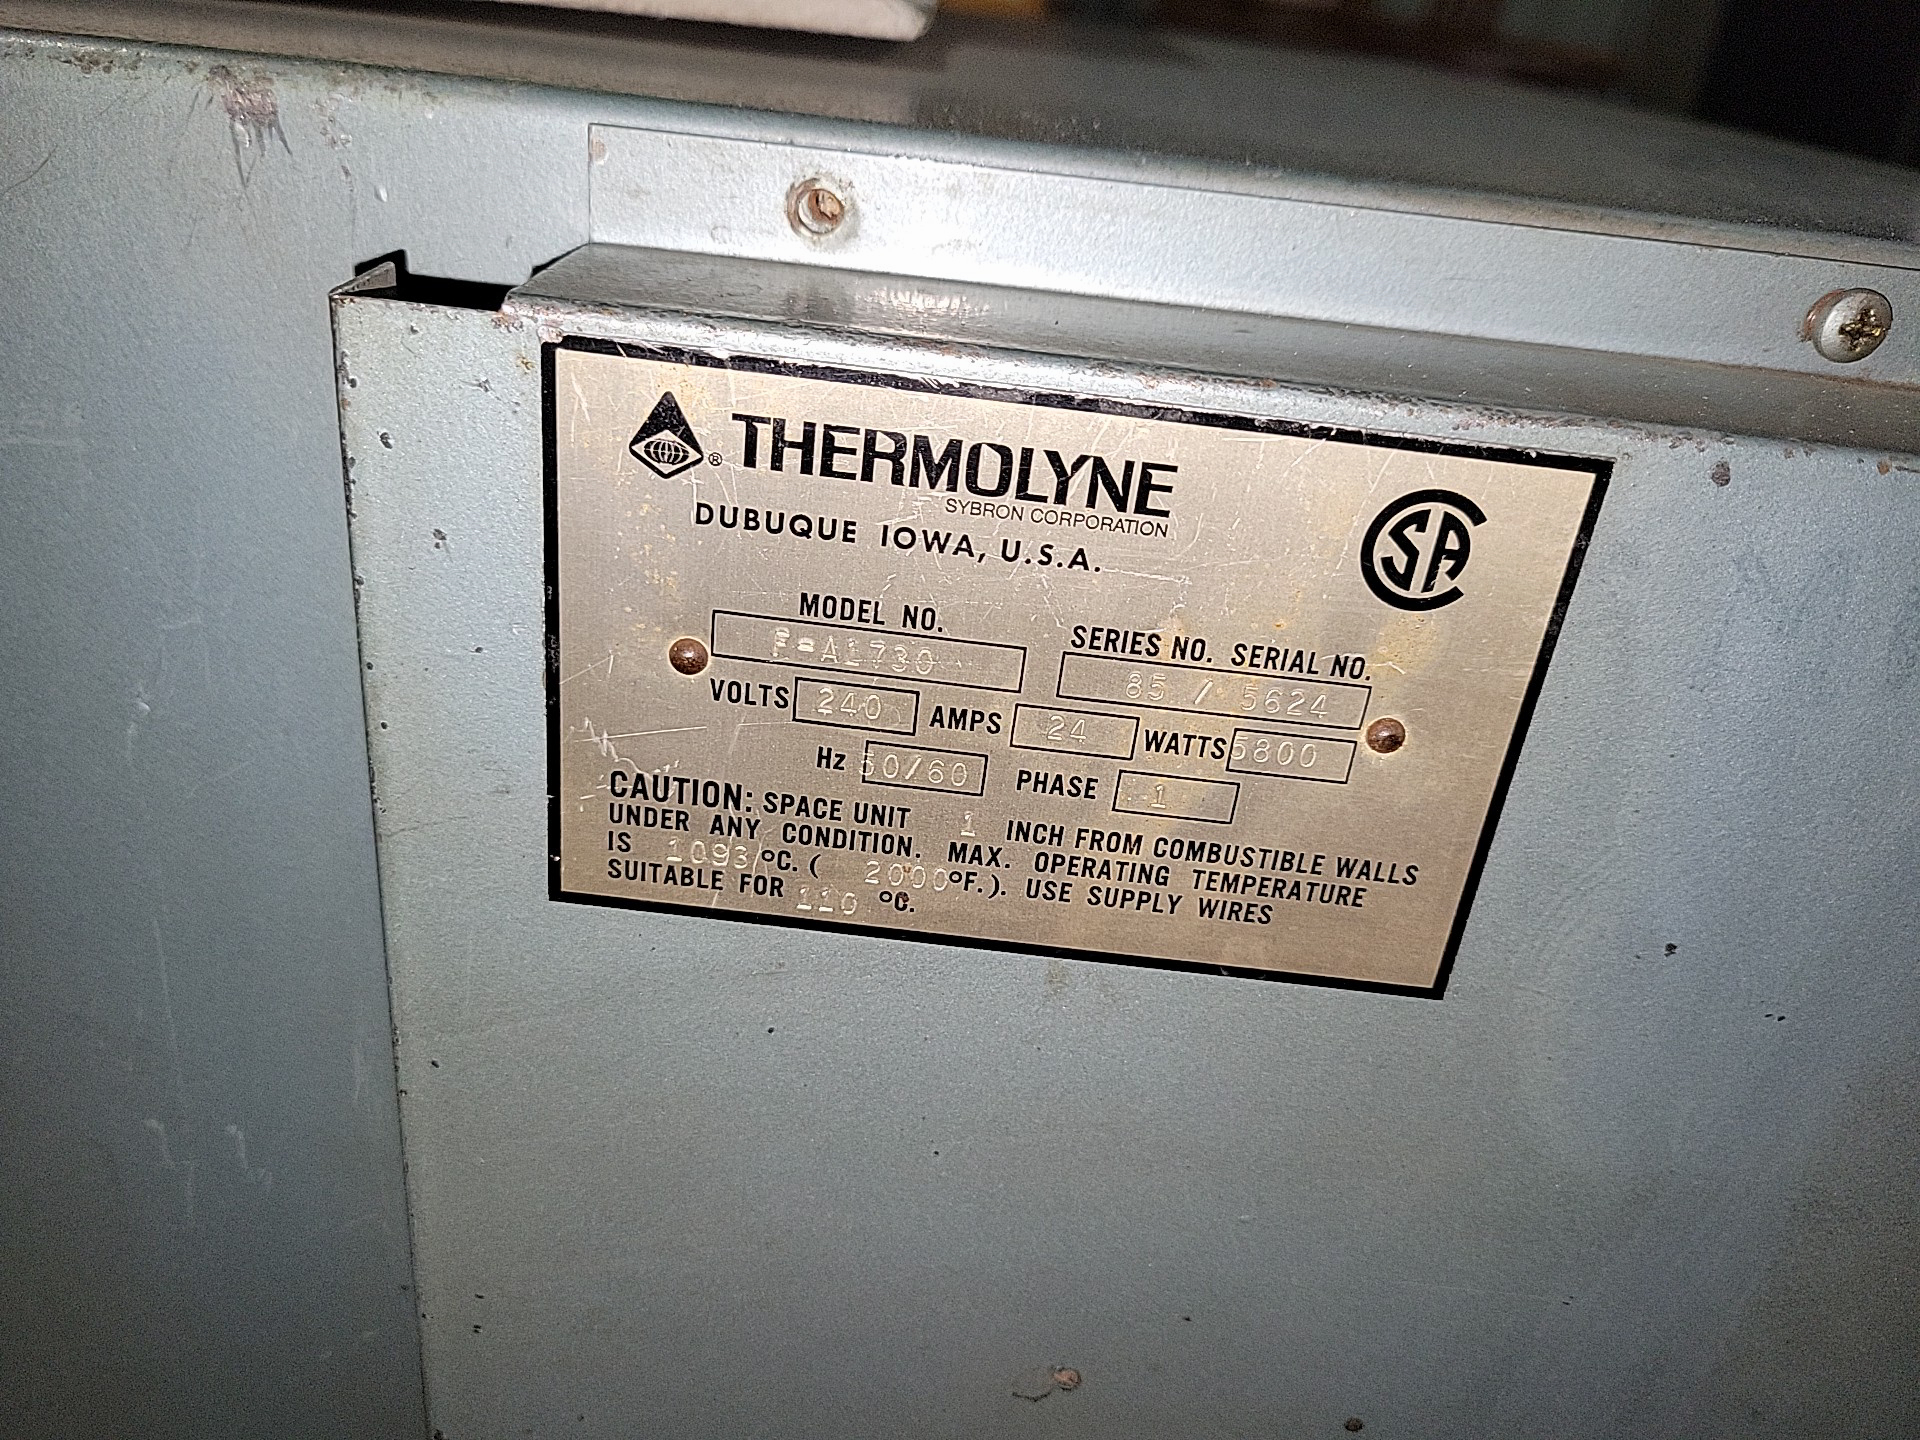 ® THERMOLYNE
SYBRON CORPORATION
DUBUQUE IOWA, U.S.A.
CSA
MODEL NO. SERIES NO. SERIAL NO.
F-A1730 85 / 5624
VOLTS 240 AMPS 24 WATTS 5800
Hz 50/60 PHASE 1
CAUTION: SPACE UNIT 1 INCH FROM COMBUSTIBLE WALLS
UNDER ANY CONDITION. MAX. OPERATING TEMPERATURE
IS 1093 °C. ( 2000 °F.). USE SUPPLY WIRES
SUITABLE FOR 110 °C.